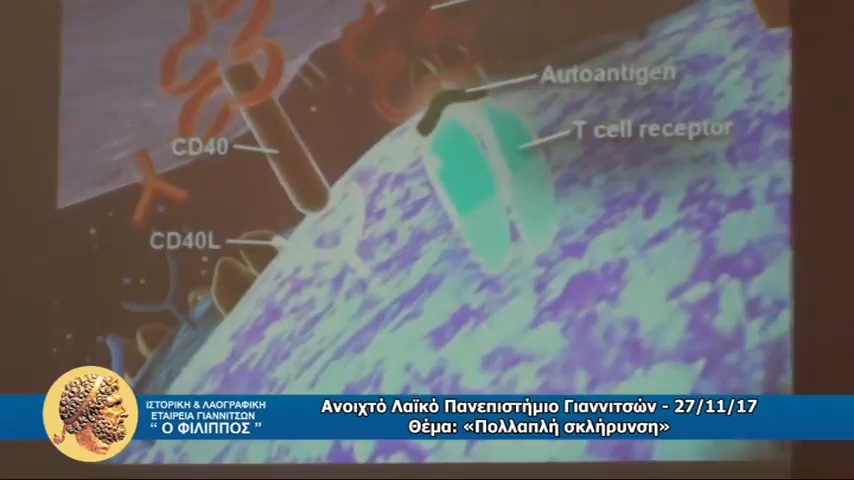 Autoantigen
T cell receptor
CD40
CD40L
ΙΣΤΟΡΙΚΗ & ΛΑΟΓΡΑΦΙΚΗ
ΕΤΑΙΡΕΙΑ ΓΙΑΝΝΙΤΣΩΝ
“ Ο ΦΙΛΙΠΠΟΣ ”
Ανοιχτό Λαϊκό Πανεπιστήμιο Γιαννιτσών - 27/11/17
Θέμα: «Πολλαπλή σκλήρυνση»